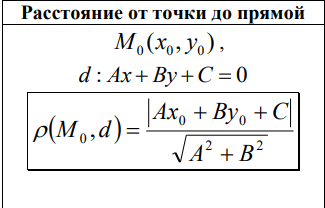 Расстояние от точки до прямой
M₀(x₀, y₀),
d : Ax + By + C = 0
ρ(M₀, d) = |Ax₀ + By₀ + C| / √(A² + B²)